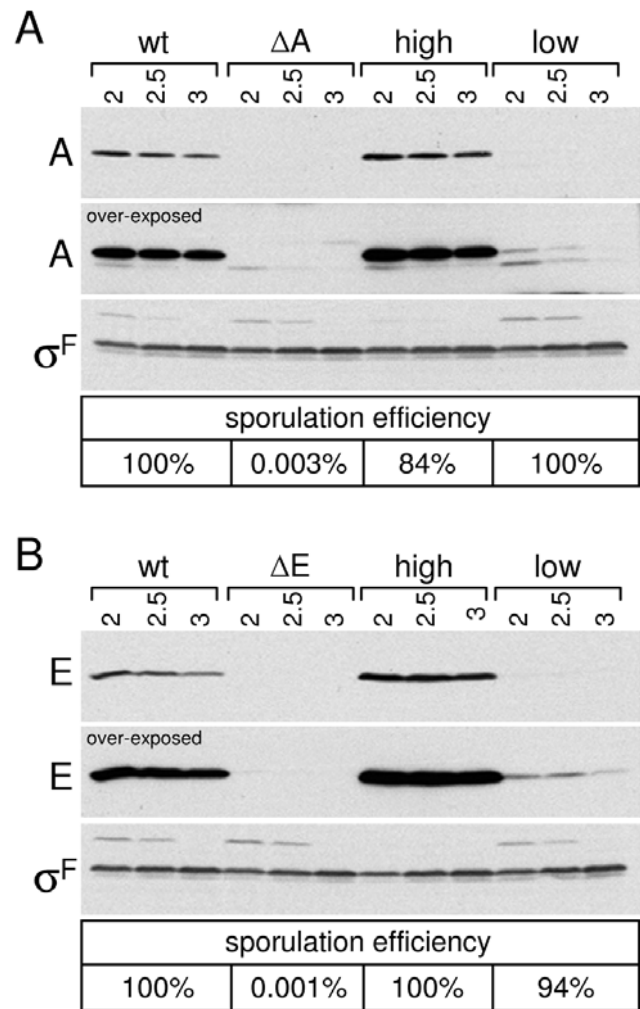 A
wt ΔA high low
2 2.5 3 2 2.5 3 2 2.5 3 2 2.5 3
A
over-exposed
A
σF
sporulation efficiency
100% 0.003% 84% 100%
B
wt ΔE high low
2 2.5 3 2 2.5 3 2 2.5 3 2 2.5 3
E
over-exposed
E
σF
sporulation efficiency
100% 0.001% 100% 94%